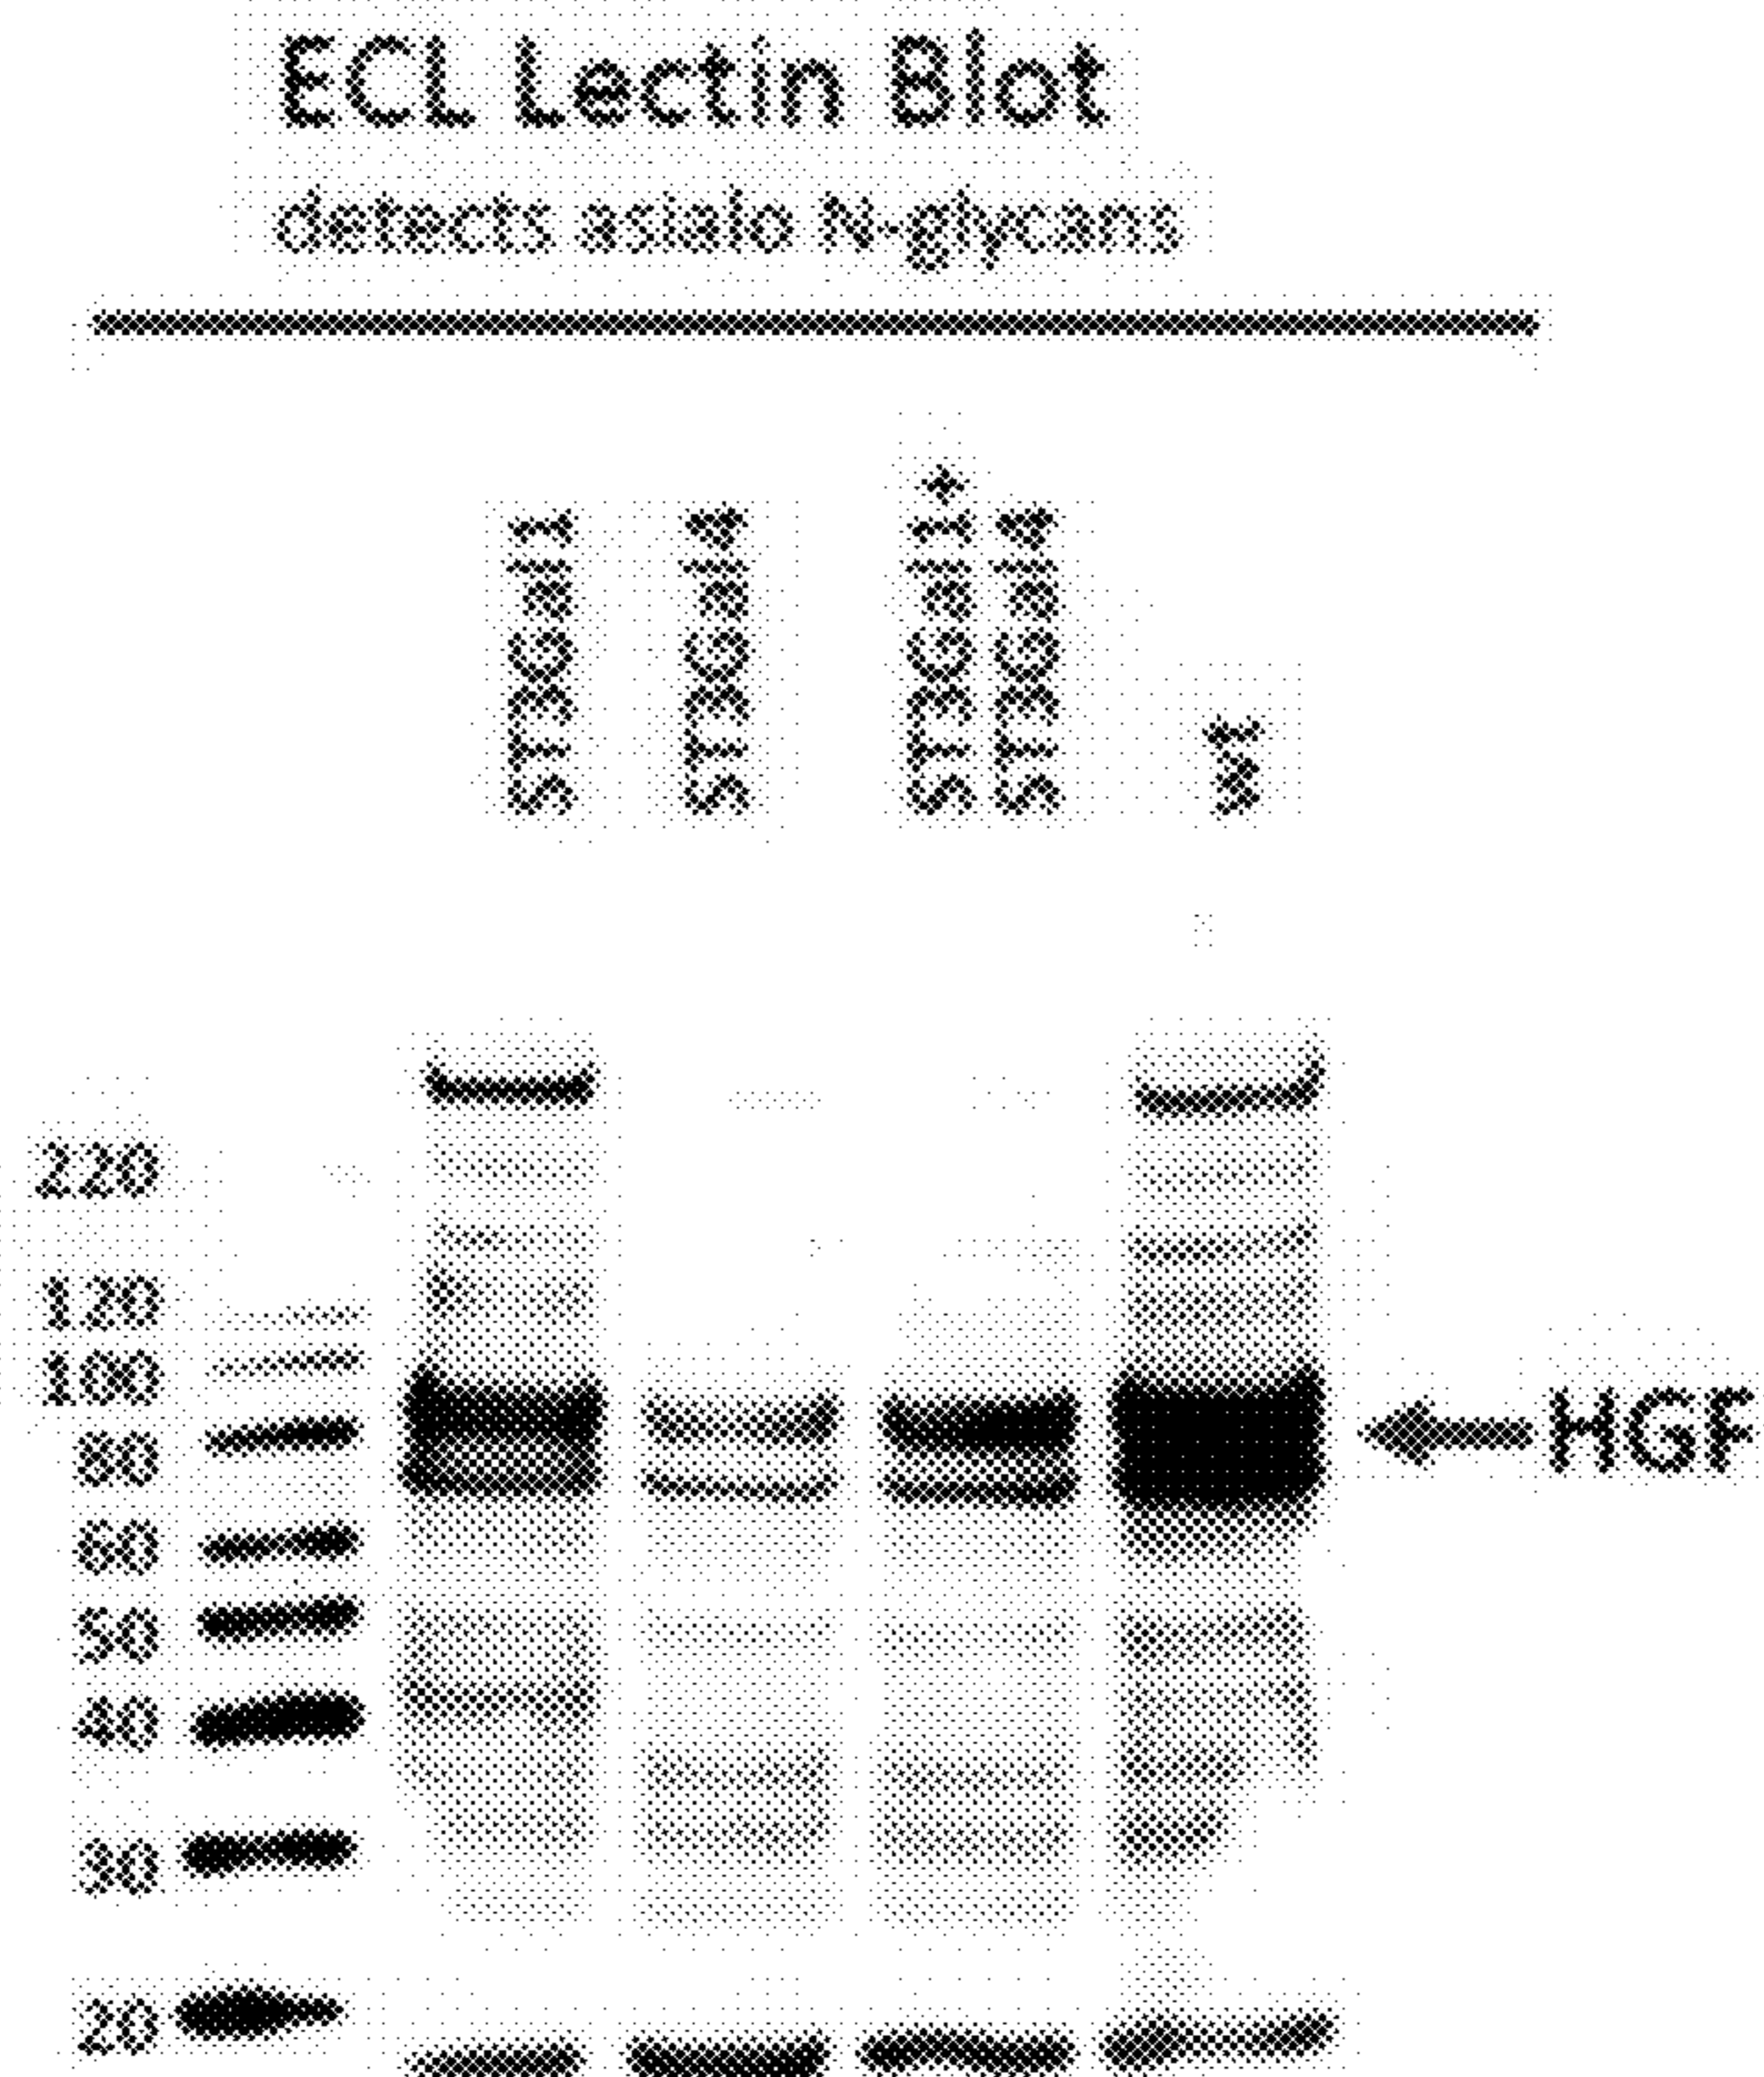 ECL Lectin Blot
detects asialo N-glycans
ST3Gal1
ST3Gal4
ST3Gal1+
ST3Gal4
WT
220
120
100
80
60
50
40
30
20
HGF